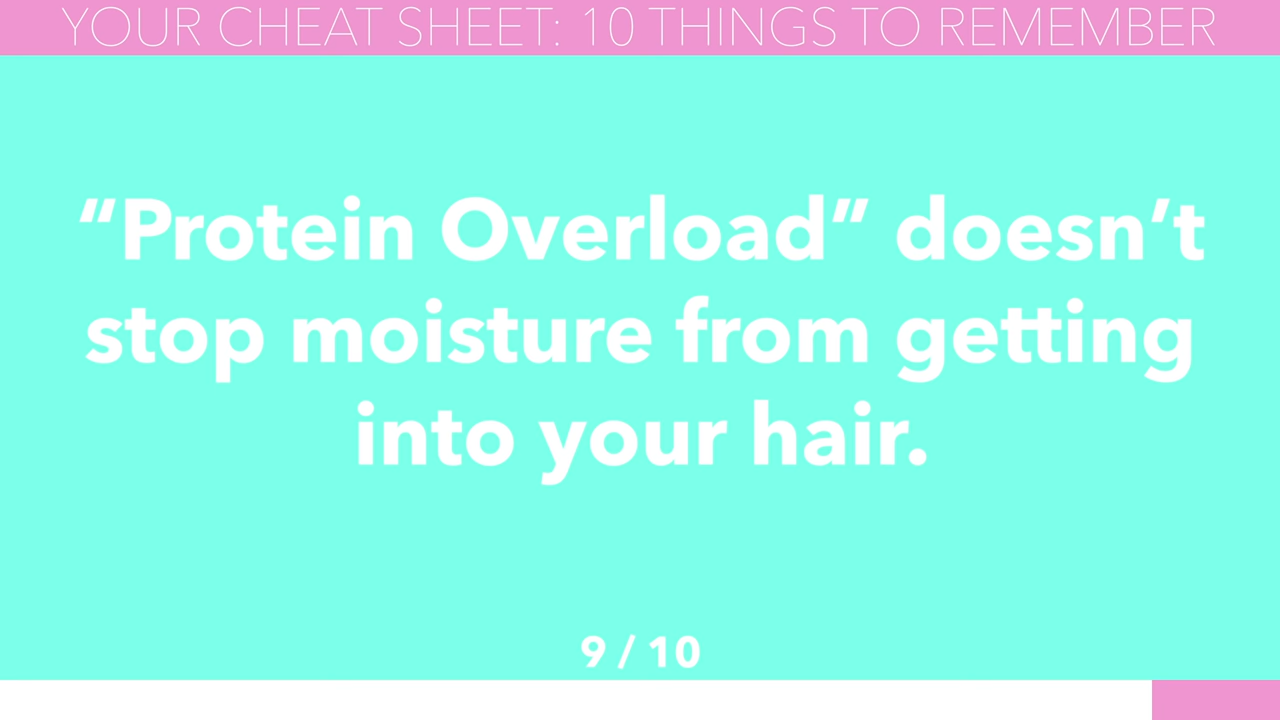 YOUR CHEAT SHEET: 10 THINGS TO REMEMBER
“Protein Overload” doesn’t
stop moisture from getting
into your hair.
9 / 10